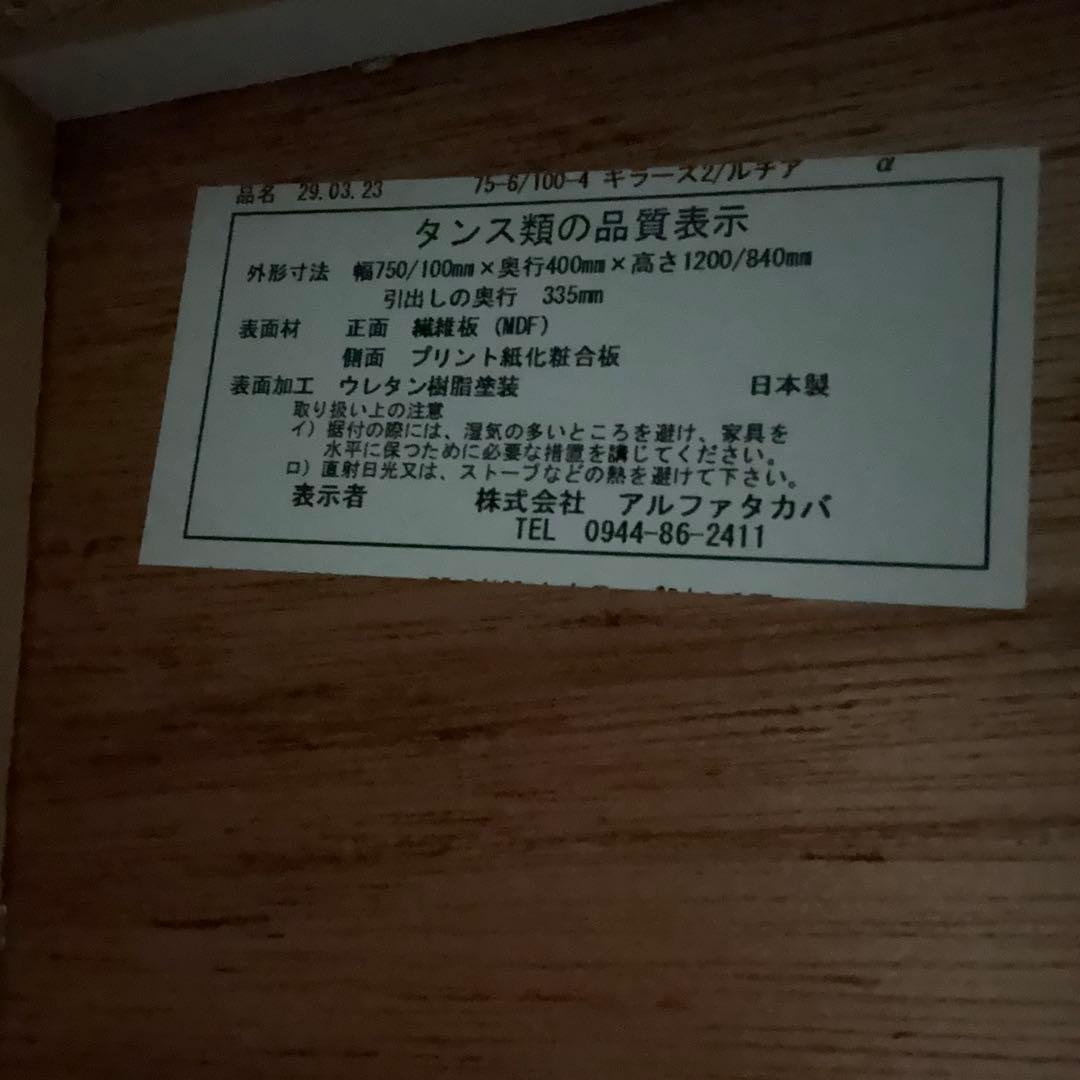 品名 29.03.23 75-6/100-4 キラーズ2/ルチア α
タンス類の品質表示
外形寸法 幅750/100mm×奥行400mm×高さ1200/840mm
引出しの奥行 335mm
表面材 正面 繊維板(MDF)
側面 プリント紙化粧合板
表面加工 ウレタン樹脂塗装 日本製
取り扱い上の注意
イ)据付の際には、湿気の多いところを避け、家具を
水平に保つために必要な措置を講じてください。
ロ)直射日光又は、ストーブなどの熱を避けて下さい。
表示者 株式会社 アルファタカバ
TEL 0944-86-2411